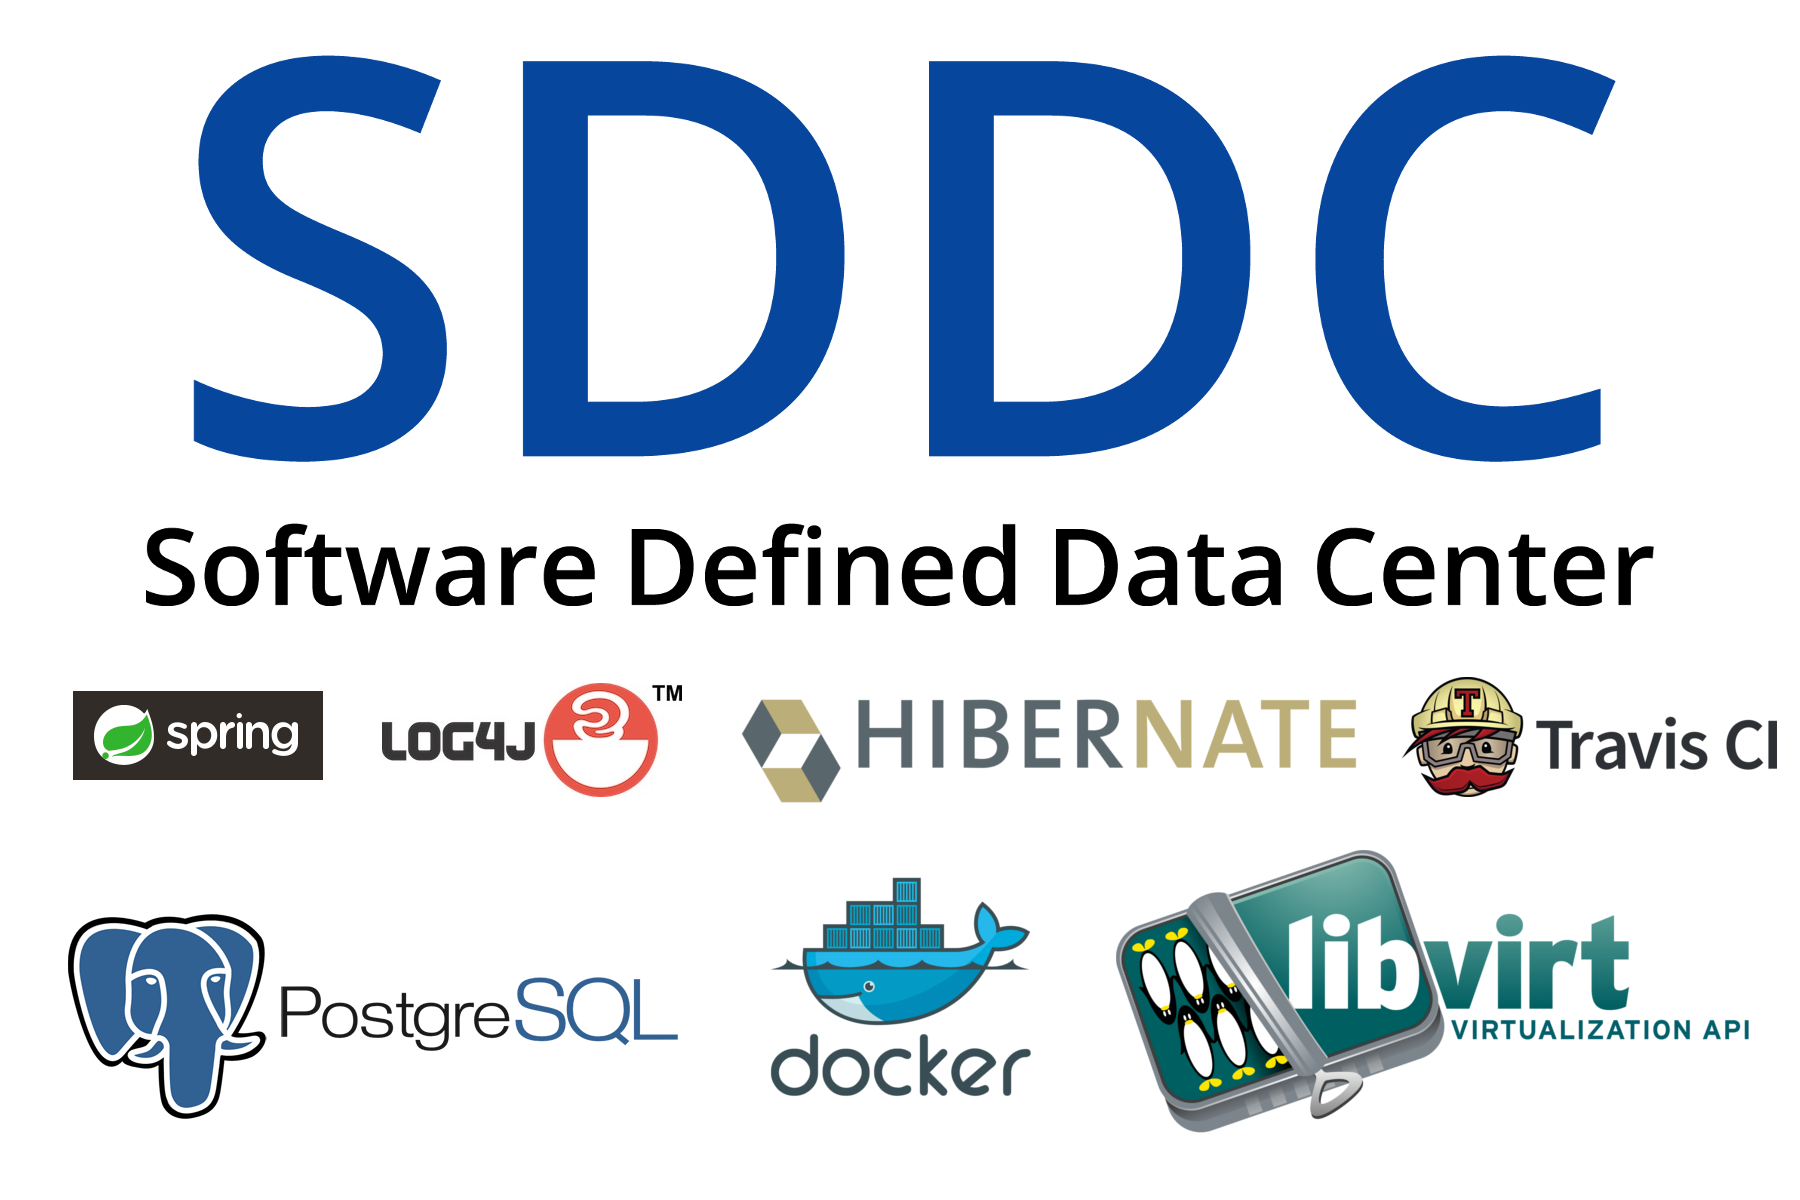 SDDC
Software Defined Data Center
spring LOG4J TM HIBERNATE T Travis CI
PostgreSQL docker libvirt
VIRTUALIZATION API